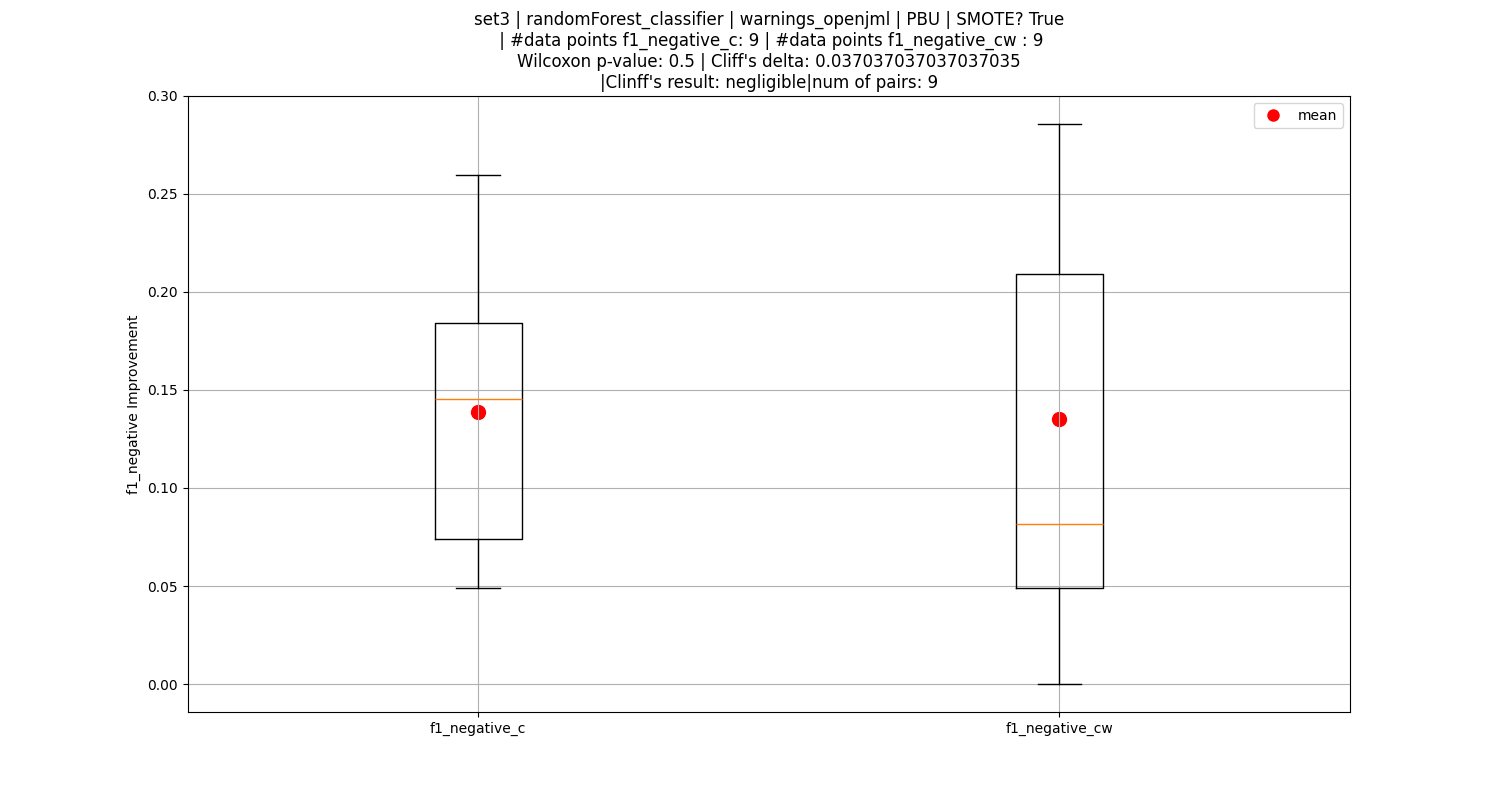 set3 | randomForest_classifier | warnings_openjml | PBU | SMOTE? True
| #data points f1_negative_c: 9 | #data points f1_negative_cw : 9
Wilcoxon p-value: 0.5 | Cliff's delta: 0.037037037037037035
|Clinff's result: negligible|num of pairs: 9
mean
0.30
0.25
0.20
0.15
0.10
0.05
0.00
f1_negative Improvement
f1_negative_c
f1_negative_cw